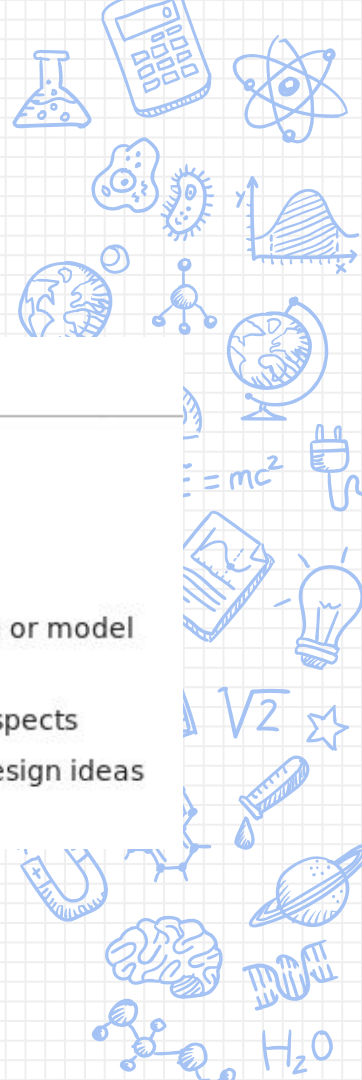 y
x
= mc²
or model
√2
spects
esign ideas
H₂O